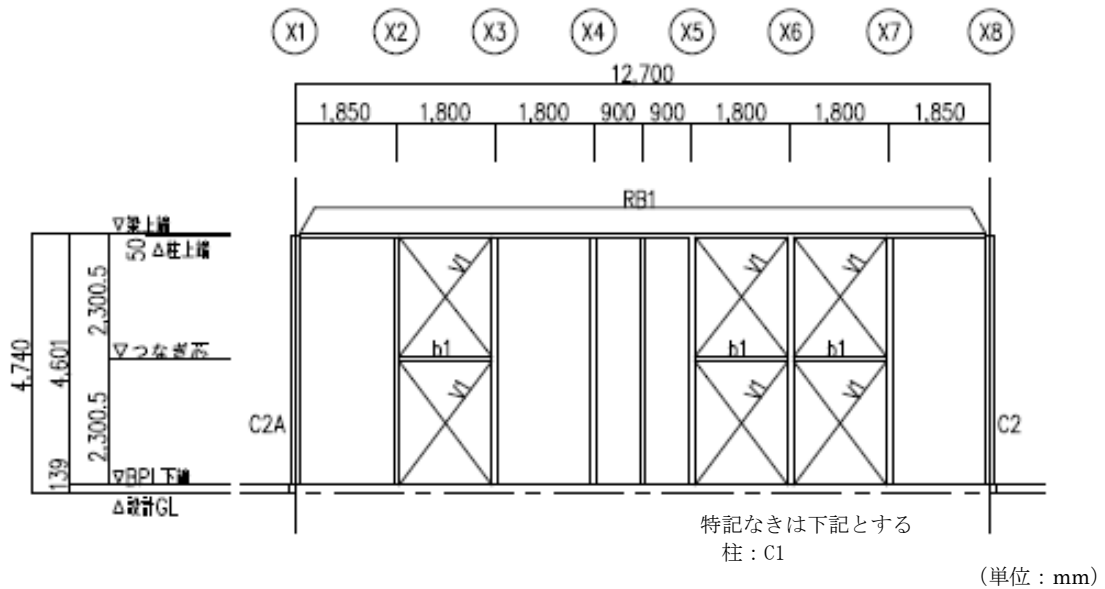 X1 X2 X3 X4 X5 X6 X7 X8
12,700
1,850 1,800 1,800 900 900 1,800 1,800 1,850
RB1
▽梁上端
50 △柱上端
2,300.5
V1 V1 V1
▽つなぎ芯
b1 b1 b1
4,740
4,601
2,300.5
V1 V1 V1
C2A
C2
139
▽BPL下端
△設計GL
特記なきは下記とする
柱：C1
（単位：mm）